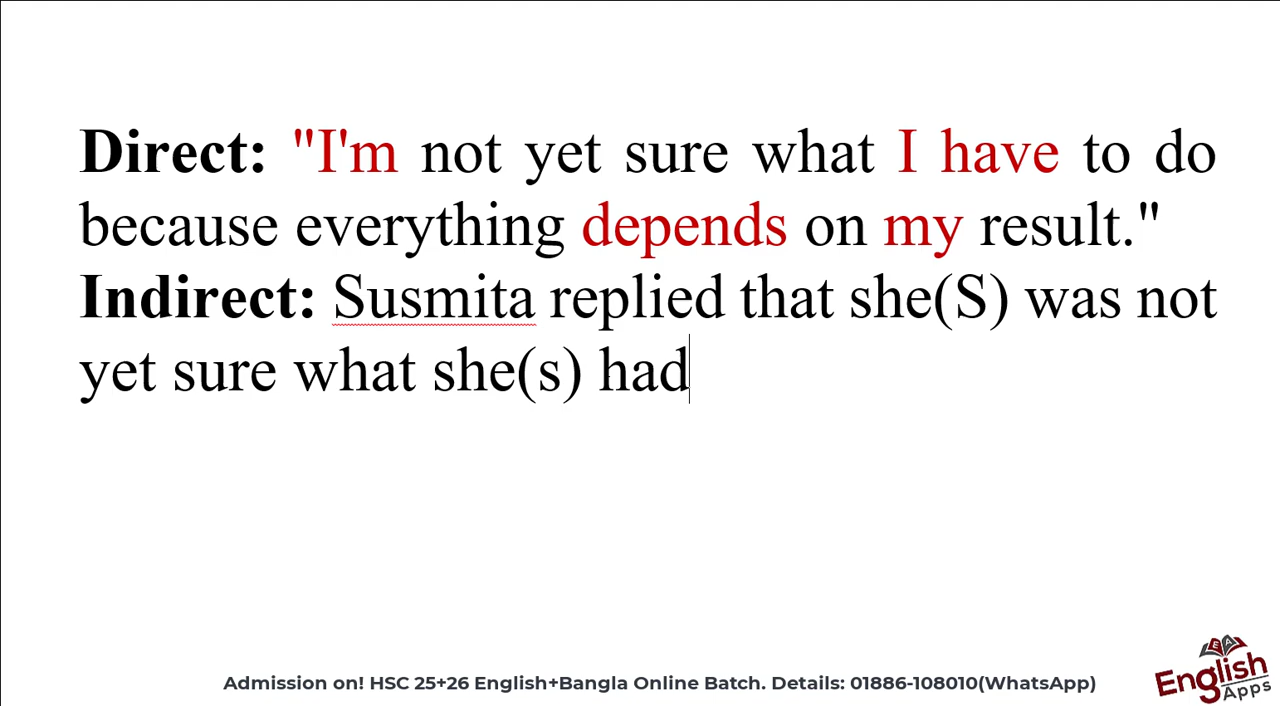 Direct: "I'm not yet sure what I have to do
because everything depends on my result."
Indirect: Susmita replied that she(S) was not
yet sure what she(s) had
Admission on! HSC 25+26 English+Bangla Online Batch. Details: 01886-108010(WhatsApp)
EA
English
Apps